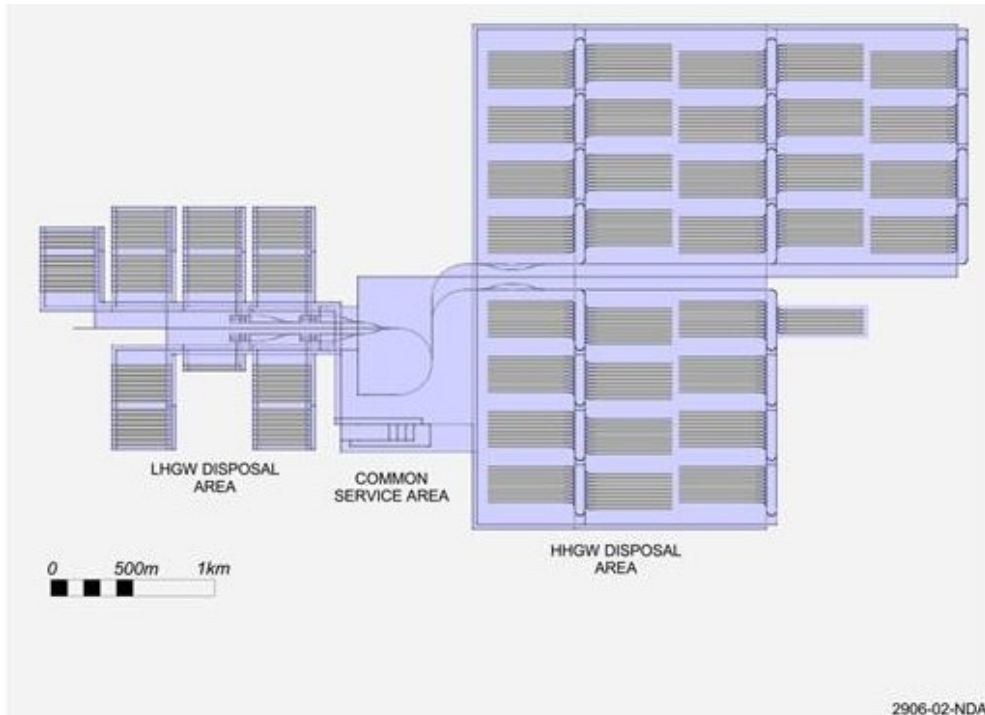 LHGW DISPOSAL
AREA
COMMON
SERVICE AREA
HHGW DISPOSAL
AREA
0 500m 1km
2906-02-NDA